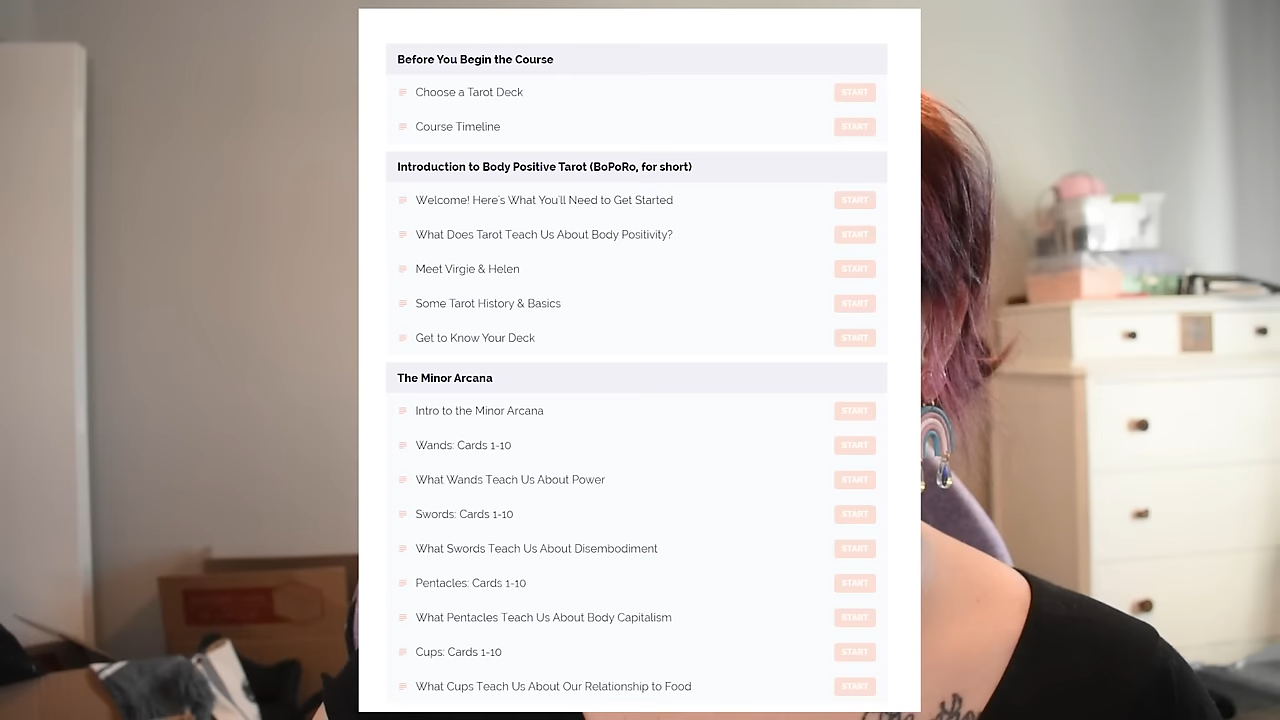 Before You Begin the Course
Choose a Tarot Deck START
Course Timeline START
Introduction to Body Positive Tarot (BoPoRo, for short)
Welcome! Here's What You'll Need to Get Started START
What Does Tarot Teach Us About Body Positivity? START
Meet Virgie & Helen START
Some Tarot History & Basics START
Get to Know Your Deck START
The Minor Arcana
Intro to the Minor Arcana START
Wands: Cards 1-10 START
What Wands Teach Us About Power START
Swords: Cards 1-10 START
What Swords Teach Us About Disembodiment START
Pentacles: Cards 1-10 START
What Pentacles Teach Us About Body Capitalism START
Cups: Cards 1-10 START
What Cups Teach Us About Our Relationship to Food START